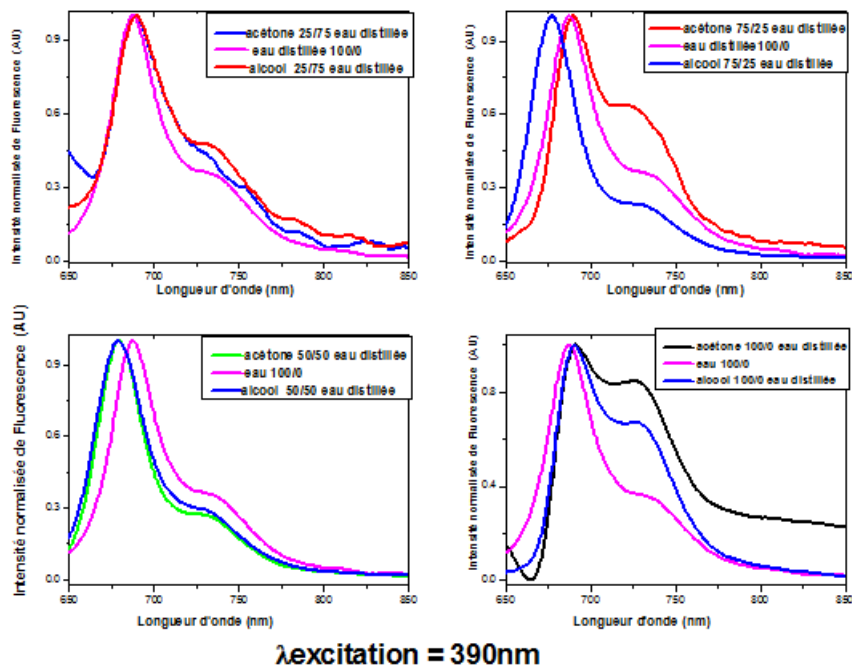 Intensité normalisée de Fluorescence (AU)
0.9
0.6
0.3
0.0
acétone 25/75 eau distillée
eau distillée 100/0
alcool 25/75 eau distillée
650 700 750 800 850
Longueur d'onde (nm)
Intensité normalisée de Fluorescence (AU)
0.9
0.6
0.3
0.0
acétone 75/25 eau distillée
eau distillée 100/0
alcool 75/25 eau distillée
650 700 750 800 850
Longueur d'onde (nm)
Intensité normalisée de Fluorescence (AU)
0.9
0.6
0.3
0.0
acétone 50/50 eau distillée
eau 100/0
alcool 50/50 eau distillée
650 700 750 800 850
Longueur d'onde (nm)
Intensité normalisée de Fluorescence (AU)
0.8
0.4
0.0
acétone 100/0 eau distillée
eau 100/0
alcool 100/0 eau distillée
650 700 750 800 850
Longueur d'onde (nm)
λexcitation = 390nm